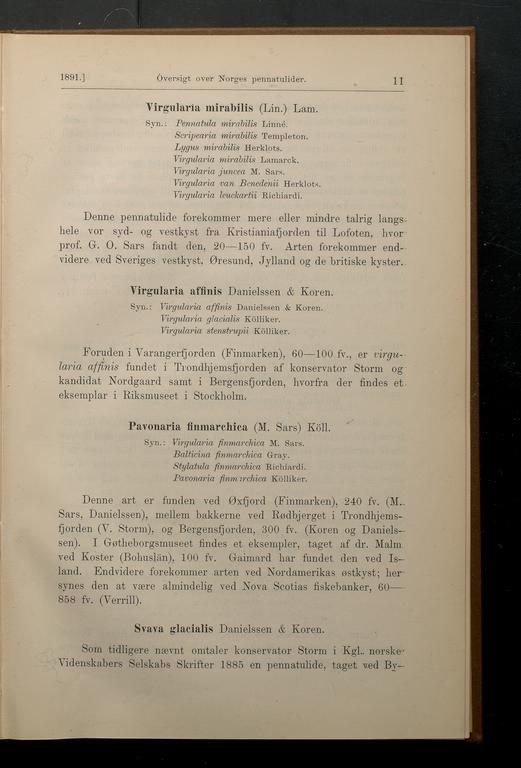 1891.] Oversigt over Norges pennatulider. 11
Virgularia mirabilis (Lin.) Lam.
Syn.: Pennatula mirabilis Linné.
Scripearia mirabilis Templeton.
Lygus mirabilis Herklots.
Virgularia mirabilis Lamarck.
Virgularia juncea M. Sars.
Virgularia van Benedenii Herklots.
Virgularia leuckartii Richiardi.
Denne pennatulide forekommer mere eller mindre talrig langs
hele vor syd- og vestkyst fra Kristianiafjorden til Lofoten, hvor
prof. G. O. Sars fandt den, 20—150 fv. Arten forekommer end-
videre ved Sveriges vestkyst, Øresund, Jylland og de britiske kyster.
Virgularia affinis Danielssen & Koren.
Syn.: Virgularia affinis Danielssen & Koren.
Virgularia glacialis Kölliker.
Virgularia stenstrupii Kölliker.
Foruden i Varangerfjorden (Finmarken), 60—100 fv., er virgu-
laria affinis fundet i Trondhjemsfjorden af konservator Storm og
kandidat Nordgaard samt i Bergensfjorden, hvorfra der findes et
eksemplar i Riksmuseet i Stockholm.
Pavonaria finmarchica (M. Sars) Köll.
Syn.: Virgularia finmarchica M. Sars.
Balticina finmarchica Gray.
Stylatula finmarchica Richiardi.
Pavonaria finmarchica Kölliker.
Denne art er funden ved Øxfjord (Finmarken), 240 fv. (M.
Sars, Danielssen), mellem bakkerne ved Rødbjerget i Trondhjems-
fjorden (V. Storm), og Bergensfjorden, 300 fv. (Koren og Daniels-
sen). I Gøtheborgsmuseet findes et eksempler, taget af dr. Malm
ved Koster (Bohuslän), 100 fv. Gaimard har fundet den ved Is-
land. Endvidere forekommer arten ved Nordamerikas østkyst; her
synes den at være almindelig ved Nova Scotias fiskebanker, 60—
858 fv. (Verrill).
Svava glacialis Danielssen & Koren.
Som tidligere nævnt omtaler konservator Storm i Kgl. norske
Videnskabers Selskabs Skrifter 1885 en pennatulide, taget ved By-